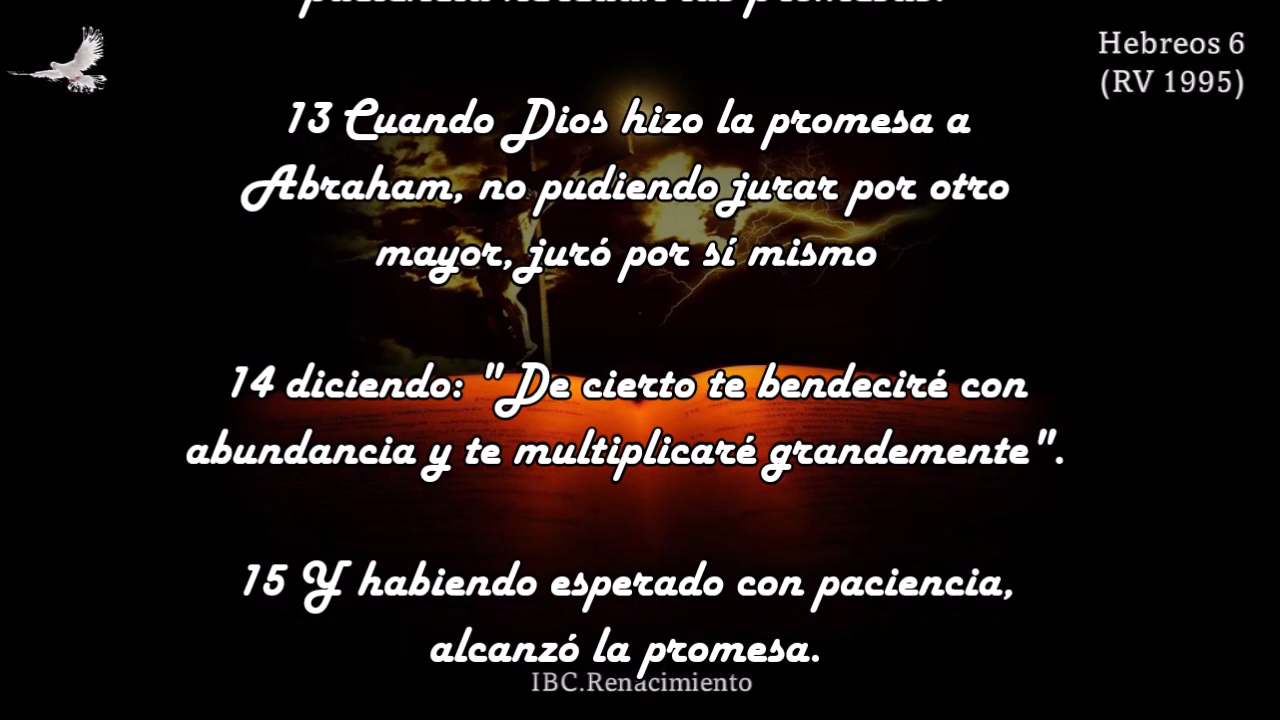 Hebreos 6
(RV 1995)
13 Cuando Dios hizo la promesa a
Abraham, no pudiendo jurar por otro
mayor, juró por sí mismo
14 diciendo: "De cierto te bendeciré con
abundancia y te multiplicaré grandemente".
15 Y habiendo esperado con paciencia,
alcanzó la promesa.
IBC.Renacimiento